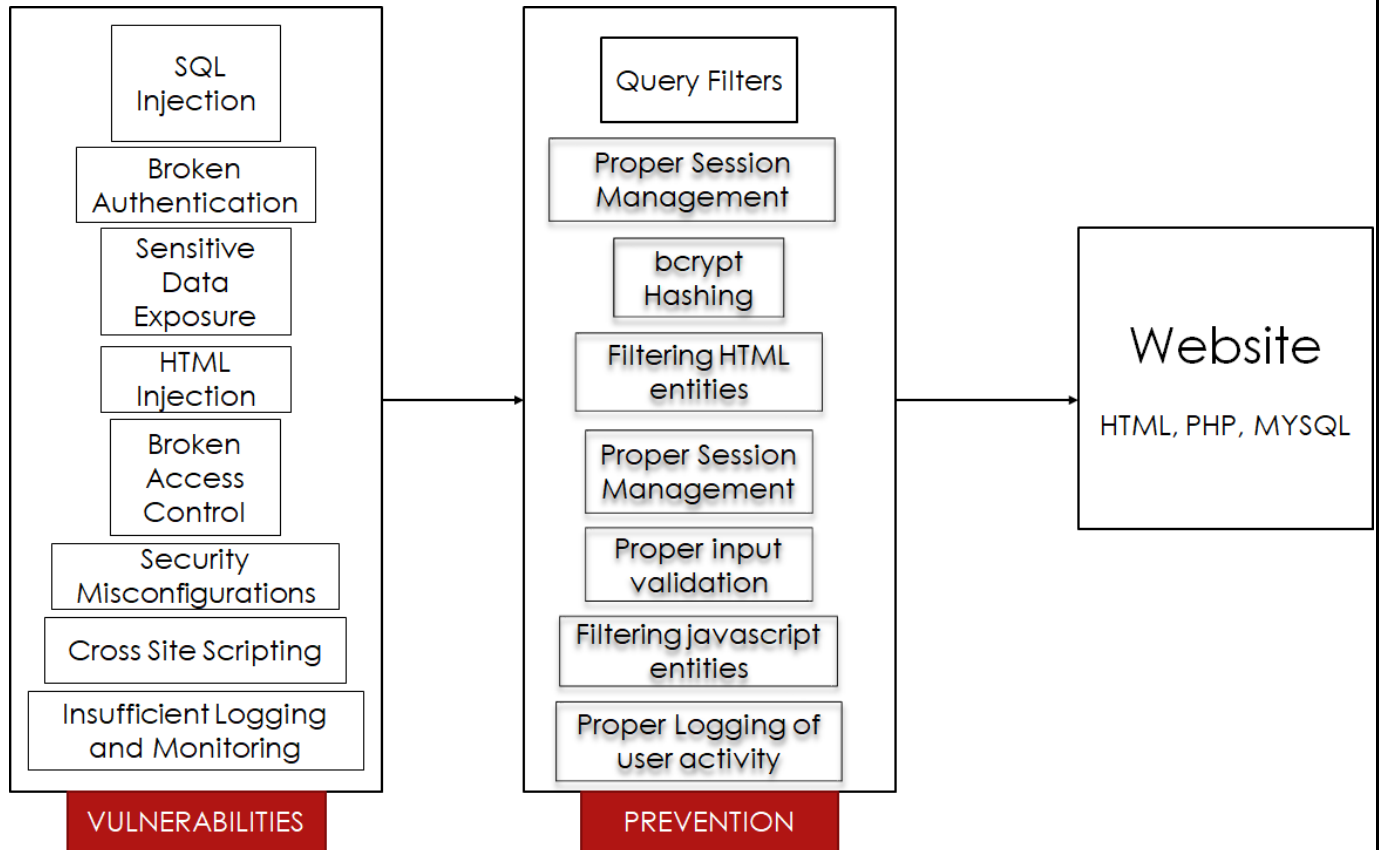 SQL
Injection
Broken
Authentication
Sensitive
Data
Exposure
HTML
Injection
Broken
Access
Control
Security
Misconfigurations
Cross Site Scripting
Insufficient Logging
and Monitoring
VULNERABILITIES
Query Filters
Proper Session
Management
bcrypt
Hashing
Filtering HTML
entities
Proper Session
Management
Proper input
validation
Filtering javascript
entities
Proper Logging of
user activity
PREVENTION
Website
HTML, PHP, MYSQL